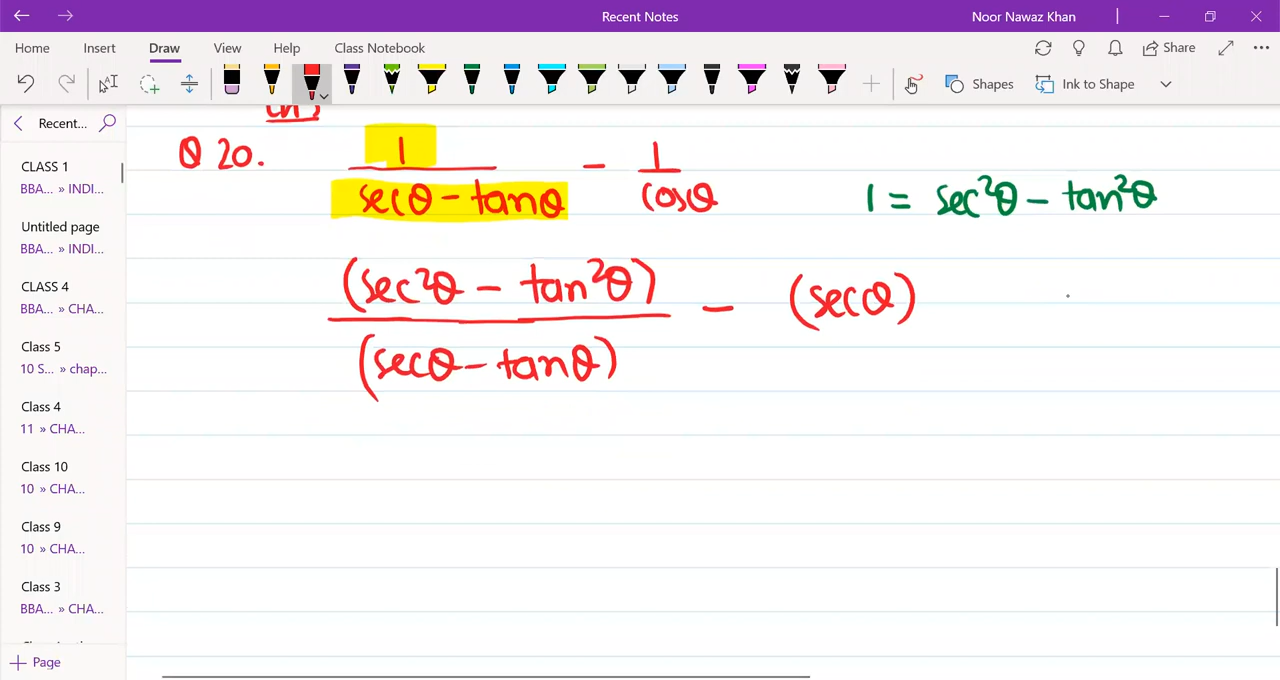 Recent Notes
Noor Nawaz Khan
Home Insert Draw View Help Class Notebook
Share
Shapes
Ink to Shape
Recent...
CLASS 1
BBA... » INDI...
Untitled page
BBA... » INDI...
CLASS 4
BBA... » CHA...
Class 5
10 S... » chap...
Class 4
11 » CHA...
Class 10
10 » CHA...
Class 9
10 » CHA...
Class 3
BBA... » CHA...
+ Page
Q 20.
1 / (secθ - tanθ) - 1 / cosθ
1 = sec²θ - tan²θ
(sec²θ - tan²θ) / (secθ - tanθ) - (secθ)